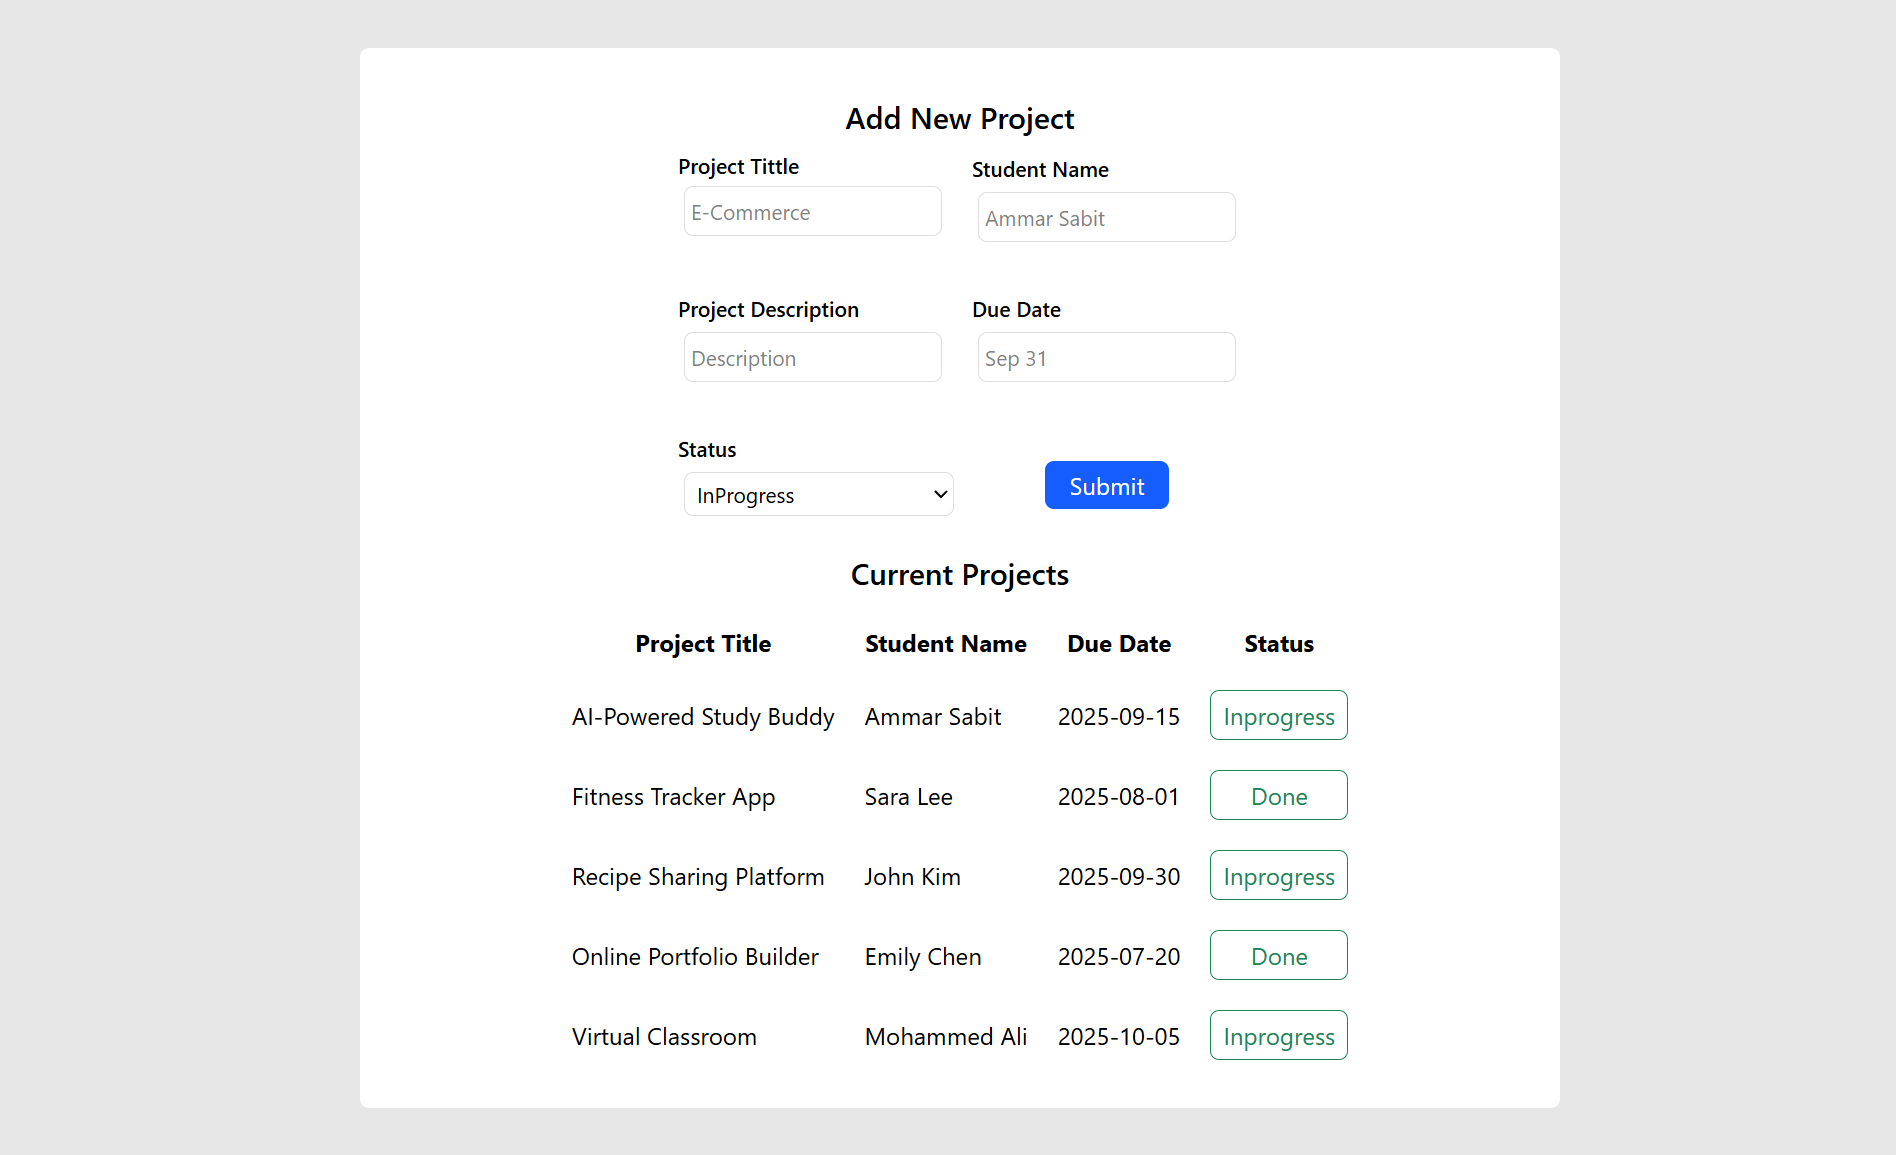 Add New Project
Project Tittle
Student Name
E-Commerce
Ammar Sabit
Project Description
Due Date
Description
Sep 31
Status
InProgress
Submit
Current Projects
Project Title Student Name Due Date Status
AI-Powered Study Buddy Ammar Sabit 2025-09-15 Inprogress
Fitness Tracker App Sara Lee 2025-08-01 Done
Recipe Sharing Platform John Kim 2025-09-30 Inprogress
Online Portfolio Builder Emily Chen 2025-07-20 Done
Virtual Classroom Mohammed Ali 2025-10-05 Inprogress